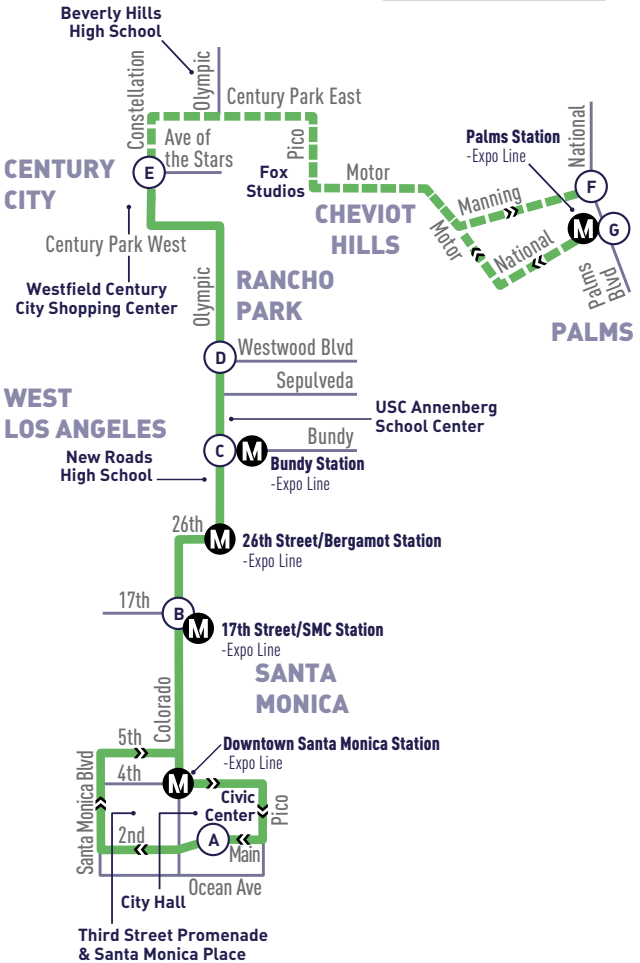 Beverly Hills
High School
Constellation
Olympic
Century Park East
Ave of
the Stars
Pico
E
CENTURY
CITY
Fox
Studios
Motor
CHEVIOT
HILLS
Palms Station
-Expo Line
National
Manning
F
M
G
Motor
National
Palms
Blvd
PALMS
Century Park West
Westfield Century
City Shopping Center
Olympic
RANCHO
PARK
D
Westwood Blvd
Sepulveda
WEST
LOS ANGELES
USC Annenberg
School Center
C
M
Bundy
Bundy Station
-Expo Line
New Roads
High School
26th
M
26th Street/Bergamot Station
-Expo Line
17th
B
M
17th Street/SMC Station
-Expo Line
SANTA
MONICA
Colorado
5th
4th
M
Downtown Santa Monica Station
-Expo Line
Santa Monica Blvd
Civic
Center
Pico
2nd
A
Main
Ocean Ave
City Hall
Third Street Promenade
& Santa Monica Place